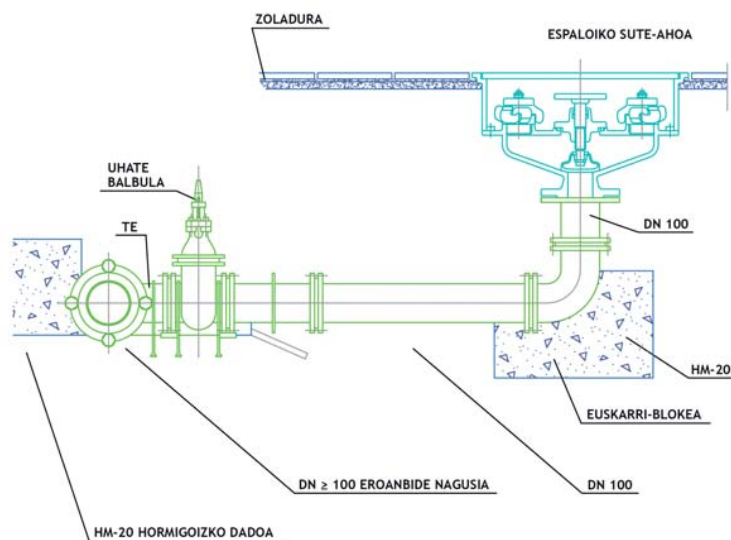 ZOLADURA
ESPALOIKO SUTE-AHOA
UHATE
BALBULA
TE
DN 100
HM-20
EUSKARRI-BLOKEA
DN ≥ 100 EROANBIDE NAGUSIA
DN 100
HM-20 HORMIGOIZKO DADOA